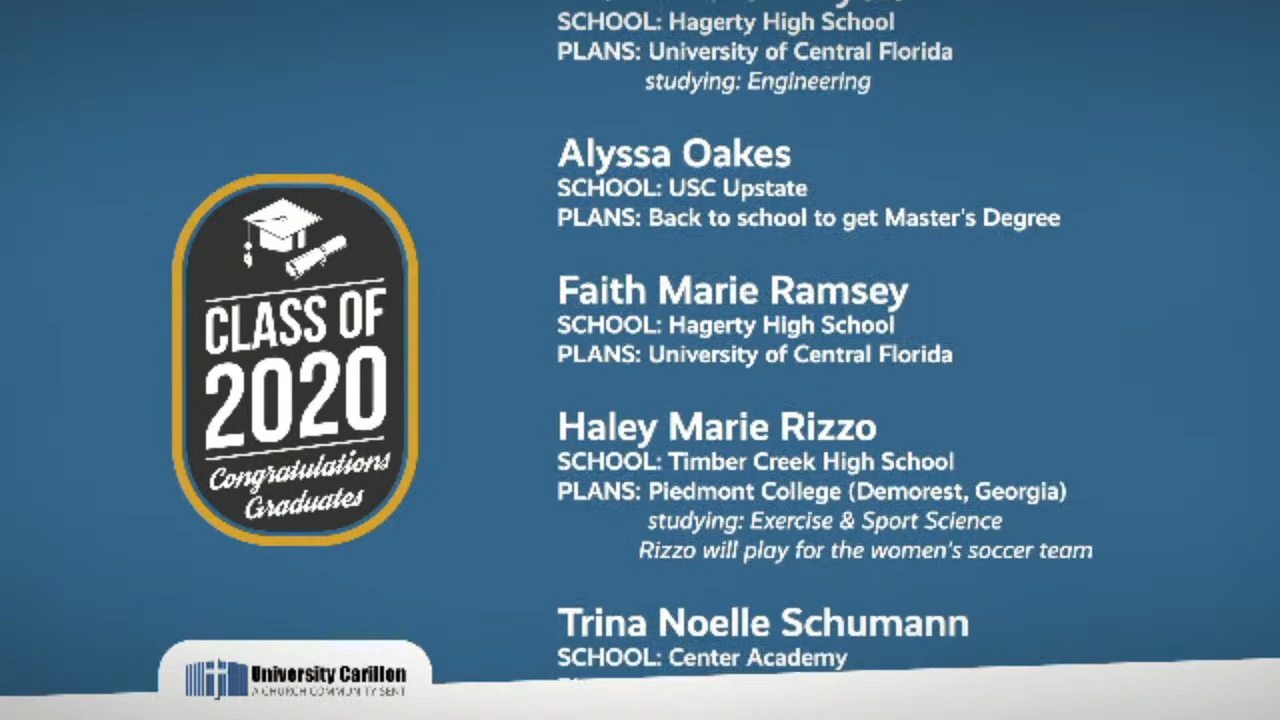 SCHOOL: Hagerty High School
PLANS: University of Central Florida
studying: Engineering
Alyssa Oakes
SCHOOL: USC Upstate
PLANS: Back to school to get Master's Degree
Faith Marie Ramsey
SCHOOL: Hagerty High School
PLANS: University of Central Florida
Haley Marie Rizzo
SCHOOL: Timber Creek High School
PLANS: Piedmont College (Demorest, Georgia)
studying: Exercise & Sport Science
Rizzo will play for the women's soccer team
Trina Noelle Schumann
SCHOOL: Center Academy
CLASS OF
2020
Congratulations
Graduates
University Carillon
A CHURCH COMMUNITY SENT